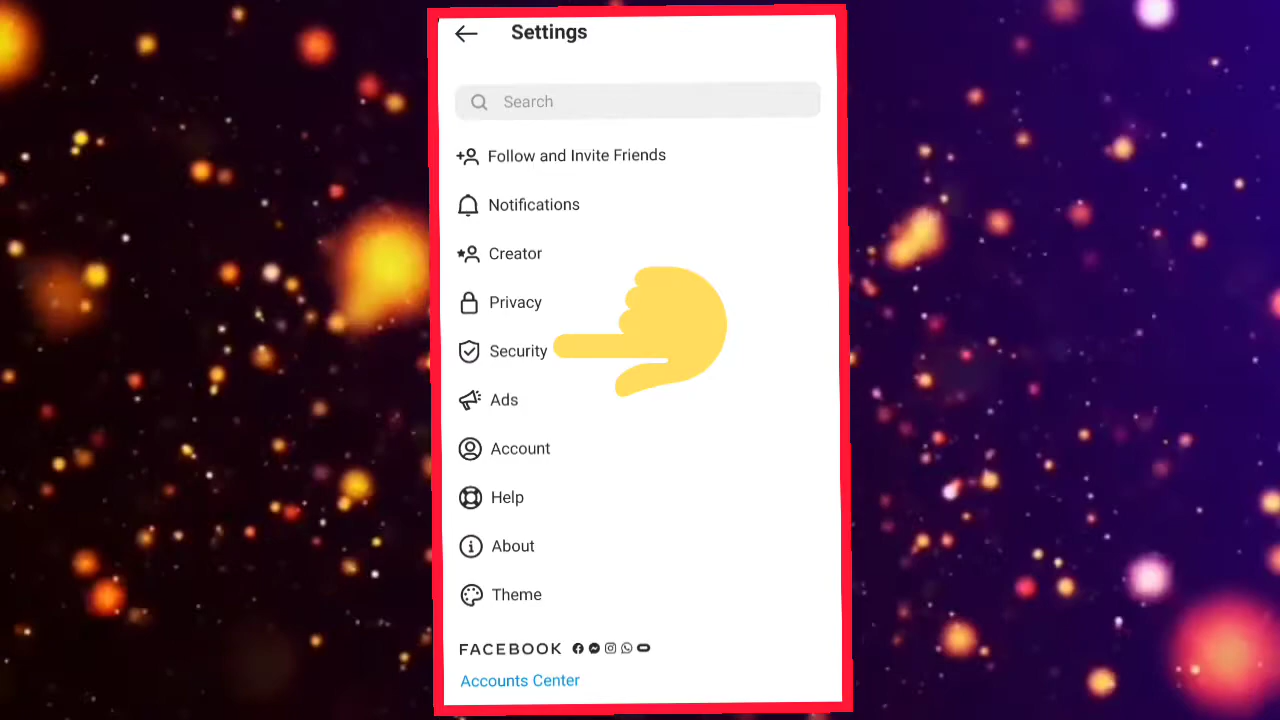 Settings
Search
Follow and Invite Friends
Notifications
Creator
Privacy
Security
Ads
Account
Help
About
Theme
FACEBOOK
Accounts Center